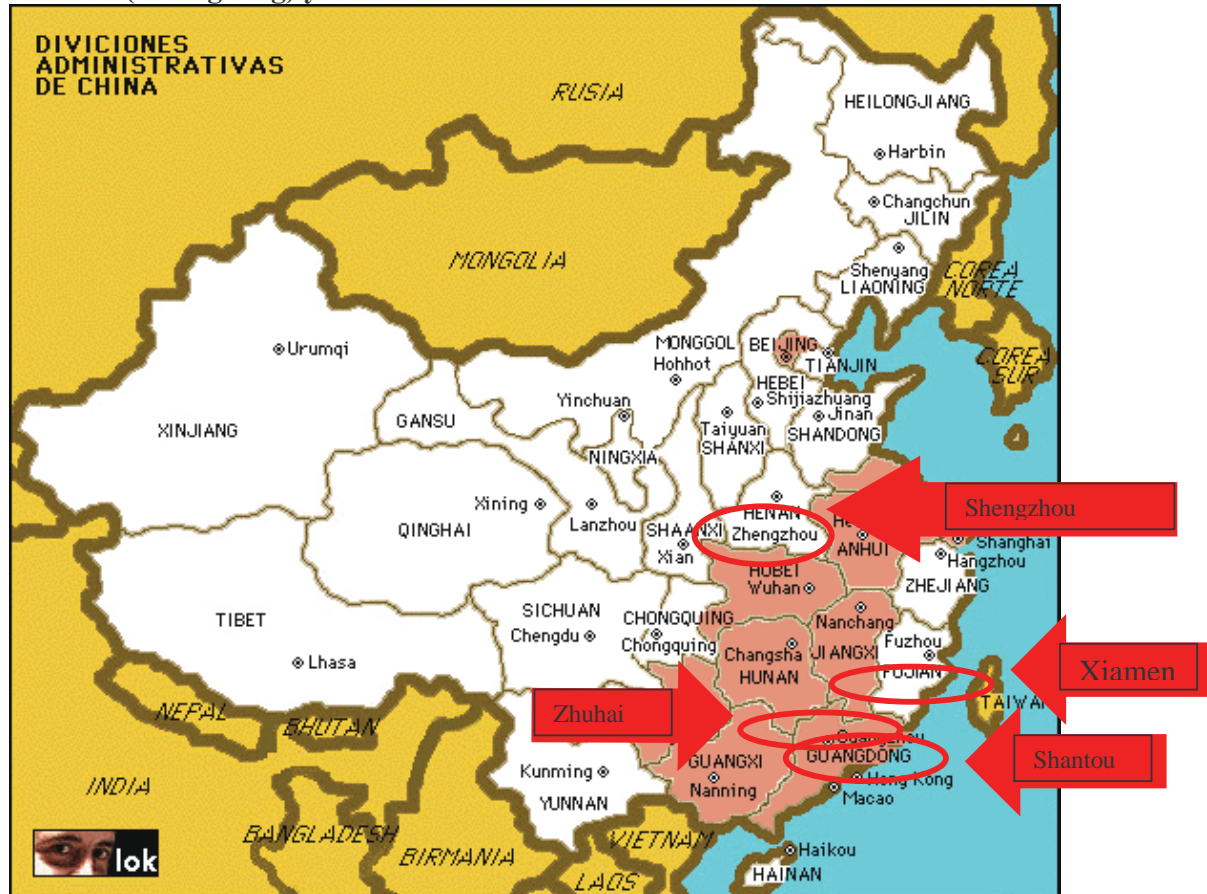 DIVICIONES
ADMINISTRATIVAS
DE CHINA
RUSIA
HEILONGJIANG
Harbin
Changchun
JILIN
Shenyang
LIAONING
COREA
NORTE
MONGOLIA
MONGGOL
Hohhot
BEIJING
TIANJIN
COREA
SUR
Urumqi
HEBEI
Shijiazhuang
Jinan
SHANDONG
Yinchuan
GANSU
XINJIANG
Taiyuan
SHANXI
NINGXIA
Xining
Lanzhou
QINGHAI
SHAANXI
Xian
HENAN
Zhengzhou
Shengzhou
He
ANHUI
Shanghai
Hangzhou
ZHEJIANG
HUBEI
Wuhan
SICHUAN
Chengdu
CHONGQUING
Chongquing
TIBET
Lhasa
Nanchang
JIANGXI
Changsha
HUNAN
Fuzhou
FUJIAN
Xiamen
TAIWAN
NEPAL
BHUTAN
Zhuhai
GUANGXI
Nanning
Guangzhou
GUANGDONG
Shantou
Hong Kong
Macao
Kunming
YUNNAN
INDIA
BANGLADESH
BIRMANIA
VIETNAM
LAOS
Haikou
HAINAN
lok